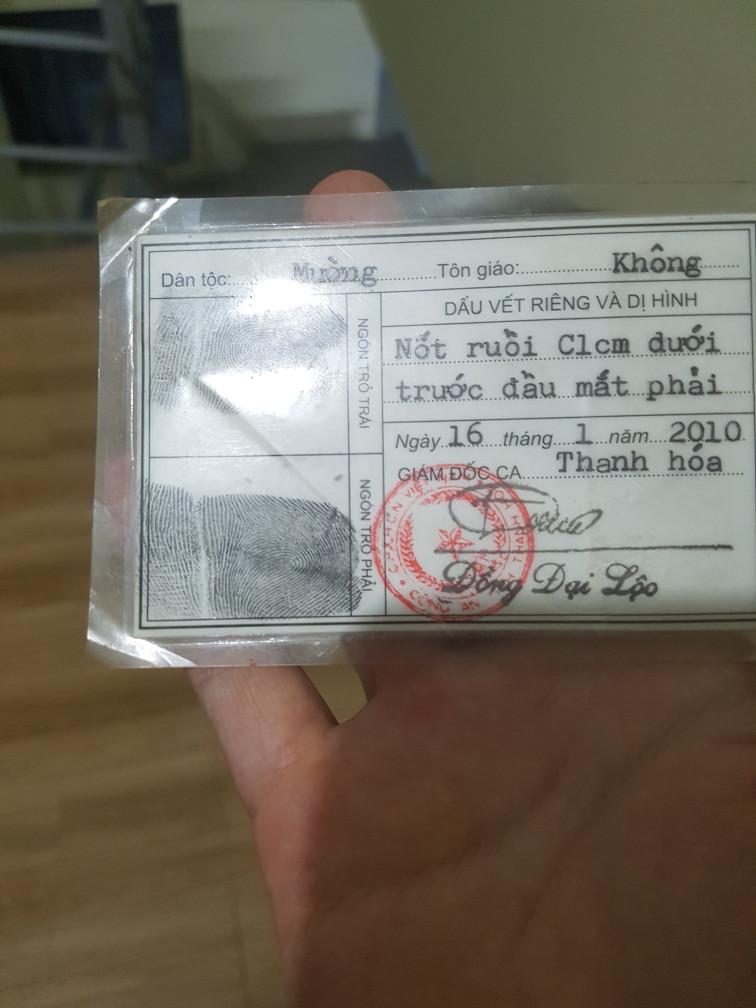 Dân tộc: Mường Tôn giáo: Không
DẤU VẾT RIÊNG VÀ DỊ HÌNH
NGÓN TRỎ TRÁI
Nốt ruồi C1cm dưới
trước đầu mắt phải
Ngày 16 tháng 1 năm 2010
GIÁM ĐỐC CA Thanh hóa
NGÓN TRỎ PHẢI
CÔNG AN
Đồng Đại Lộc